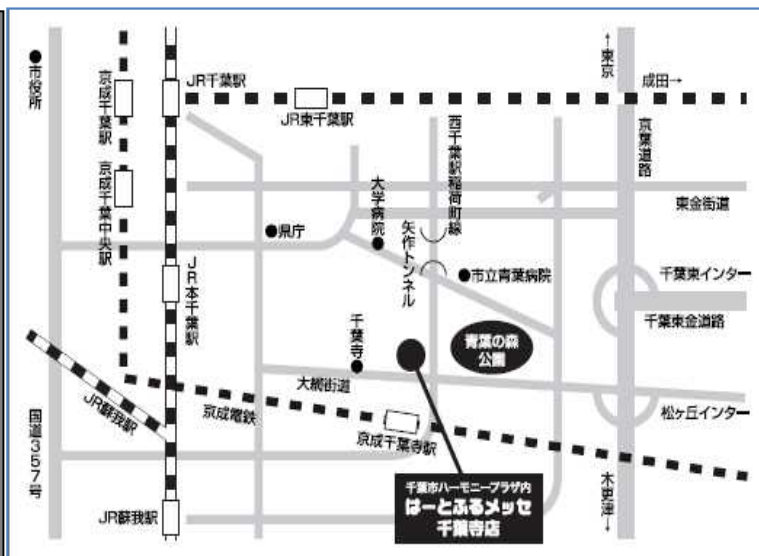 ●市役所
京成千葉駅
JR千葉駅
JR東千葉駅
←東京
成田→
京葉道路
西千葉駅稲荷町線
京成千葉中央駅
大学病院
東金街道
●県庁
矢作トンネル
JR本千葉駅
●市立青葉病院
千葉東インター
千葉東金道路
千葉寺
青葉の森
公園
大網街道
JR蘇我駅
京成電鉄
松ヶ丘インター
国道357号
京成千葉寺駅
千葉市ハーモニープラザ内
はーとふるメッセ
千葉寺店
木更津→
JR蘇我駅